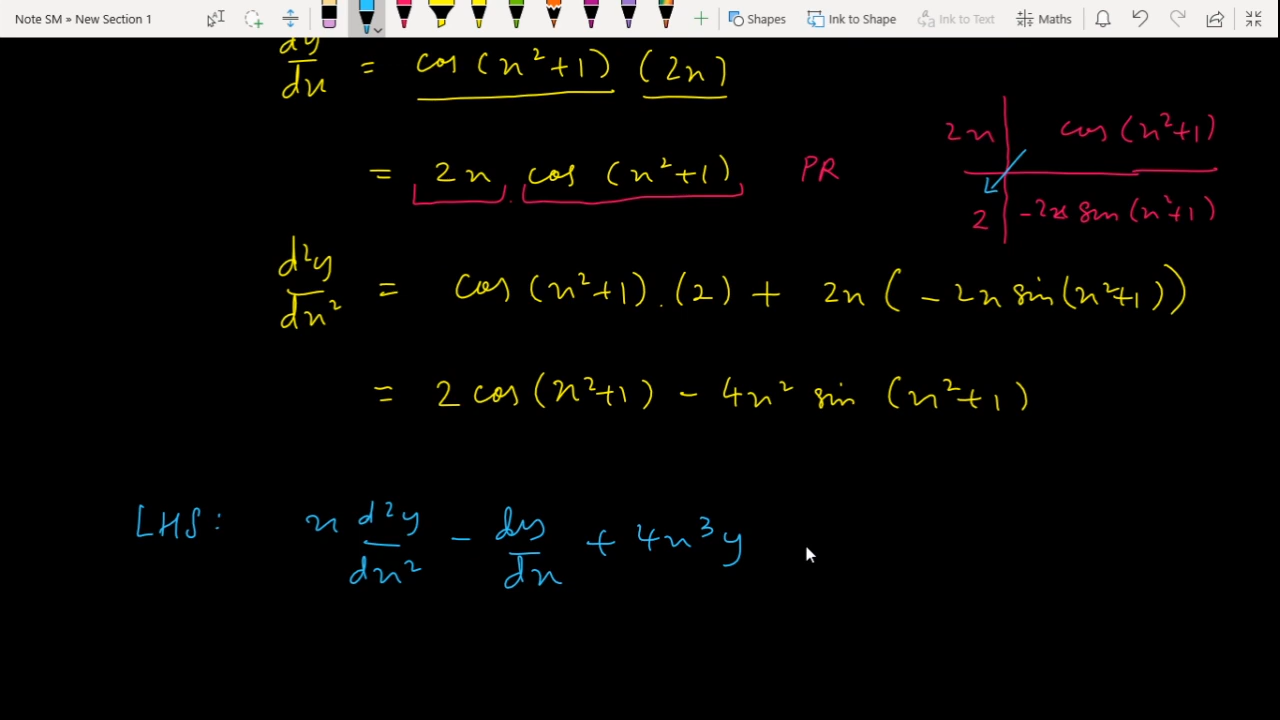 Note SM » New Section 1 Shapes Ink to Shape Ink to Text Maths
dy/dx = cos (x²+1) (2x)
2x cos (x²+1)
= 2x . cos (x²+1) PR
2 -2x sin (x²+1)
d²y/dx² = cos (x²+1) . (2) + 2x ( - 2x sin(x²+1))
= 2 cos (x²+1) - 4x² sin (x²+1)
LHS: x d²y/dx² - dy/dx + 4x³y